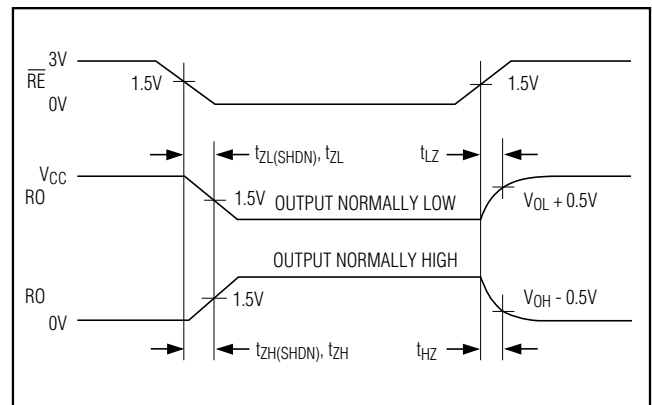 3V
R̅E̅
1.5V
1.5V
0V
tZL(SHDN), tZL
tLZ
VCC
RO
1.5V
OUTPUT NORMALLY LOW
VOL + 0.5V
OUTPUT NORMALLY HIGH
RO
1.5V
VOH - 0.5V
0V
tZH(SHDN), tZH
tHZ